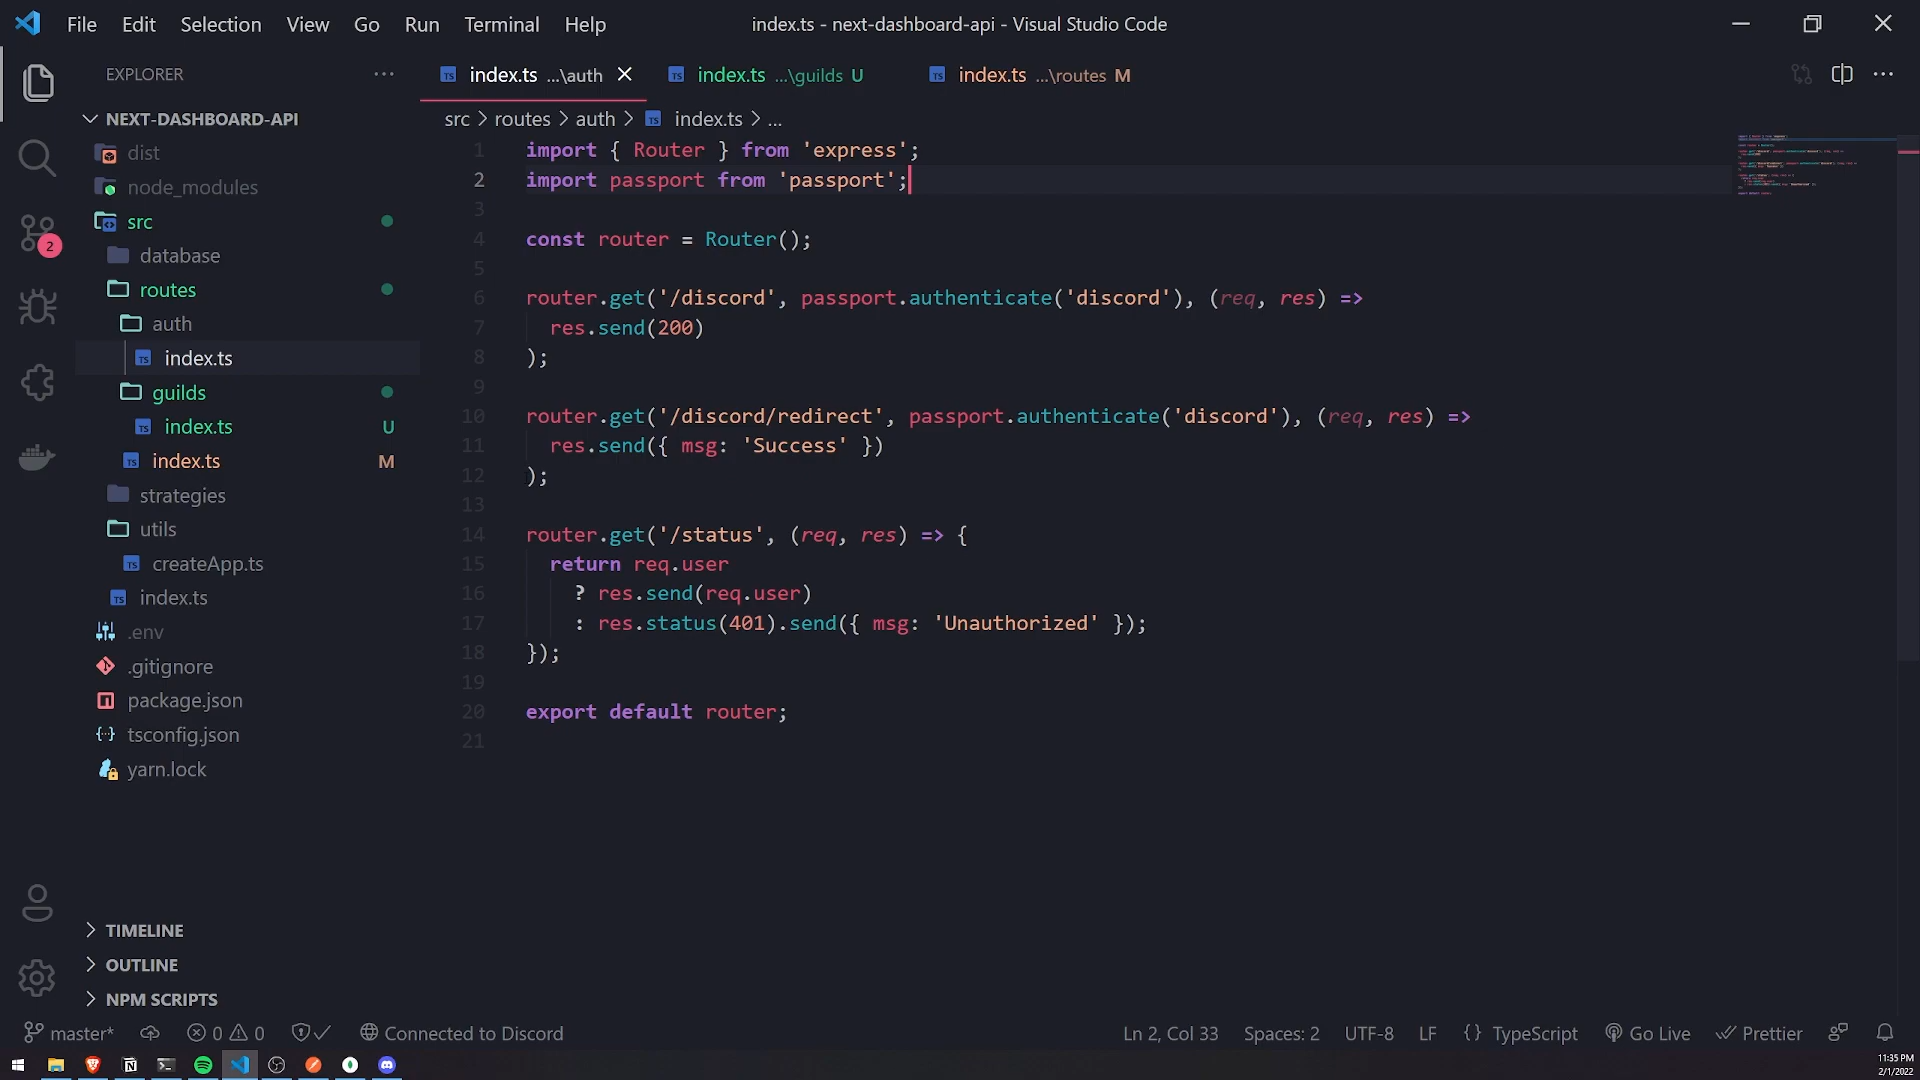 File Edit Selection View Go Run Terminal Help
index.ts - next-dashboard-api - Visual Studio Code
EXPLORER
index.ts ...\auth
index.ts ...\guilds U
index.ts ...\routes M
NEXT-DASHBOARD-API
src > routes > auth > index.ts > ...
dist
node_modules
src
database
routes
auth
index.ts
guilds
index.ts U
index.ts M
strategies
utils
createApp.ts
index.ts
.env
.gitignore
package.json
tsconfig.json
yarn.lock
2
TIMELINE
OUTLINE
NPM SCRIPTS
1 import { Router } from 'express';
2 import passport from 'passport';
3
4 const router = Router();
5
6 router.get('/discord', passport.authenticate('discord'), (req, res) =>
7 res.send(200)
8 );
9
10 router.get('/discord/redirect', passport.authenticate('discord'), (req, res) =>
11 res.send({ msg: 'Success' })
12 );
13
14 router.get('/status', (req, res) => {
15 return req.user
16 ? res.send(req.user)
17 : res.status(401).send({ msg: 'Unauthorized' });
18 });
19
20 export default router;
21
master* 0 0 Connected to Discord
Ln 2, Col 33 Spaces: 2 UTF-8 LF {} TypeScript Go Live Prettier
11:35 PM
2/1/2022